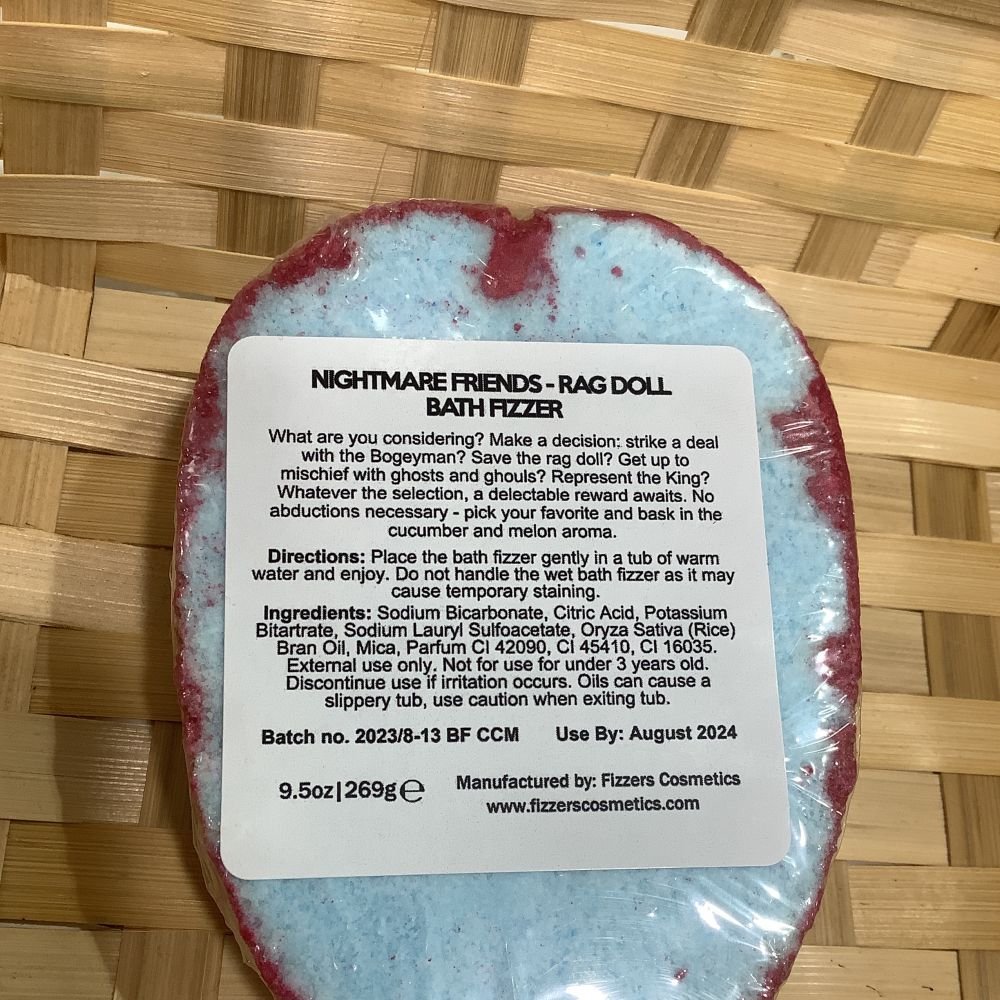 NIGHTMARE FRIENDS - RAG DOLL
BATH FIZZER
What are you considering? Make a decision: strike a deal
with the Bogeyman? Save the rag doll? Get up to
mischief with ghosts and ghouls? Represent the King?
Whatever the selection, a delectable reward awaits. No
abductions necessary - pick your favorite and bask in the
cucumber and melon aroma.
Directions: Place the bath fizzer gently in a tub of warm
water and enjoy. Do not handle the wet bath fizzer as it may
cause temporary staining.
Ingredients: Sodium Bicarbonate, Citric Acid, Potassium
Bitartrate, Sodium Lauryl Sulfoacetate, Oryza Sativa (Rice)
Bran Oil, Mica, Parfum CI 42090, CI 45410, CI 16035.
External use only. Not for use for under 3 years old.
Discontinue use if irritation occurs. Oils can cause a
slippery tub, use caution when exiting tub.
Batch no. 2023/8-13 BF CCM Use By: August 2024
9.5oz|269g℮ Manufactured by: Fizzers Cosmetics
www.fizzerscosmetics.com